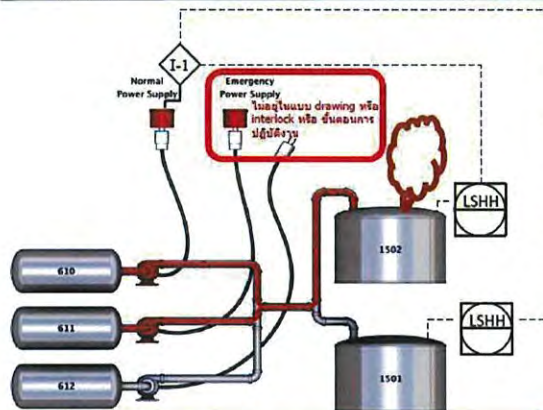 I-1
Normal
Power Supply
Emergency
Power Supply
ไม่อยู่ในแบบ drawing หรือ
interlock หรือ ขั้นตอนการ
ปฏิบัติงาน
LSHH
1502
610
611
LSHH
1501
612